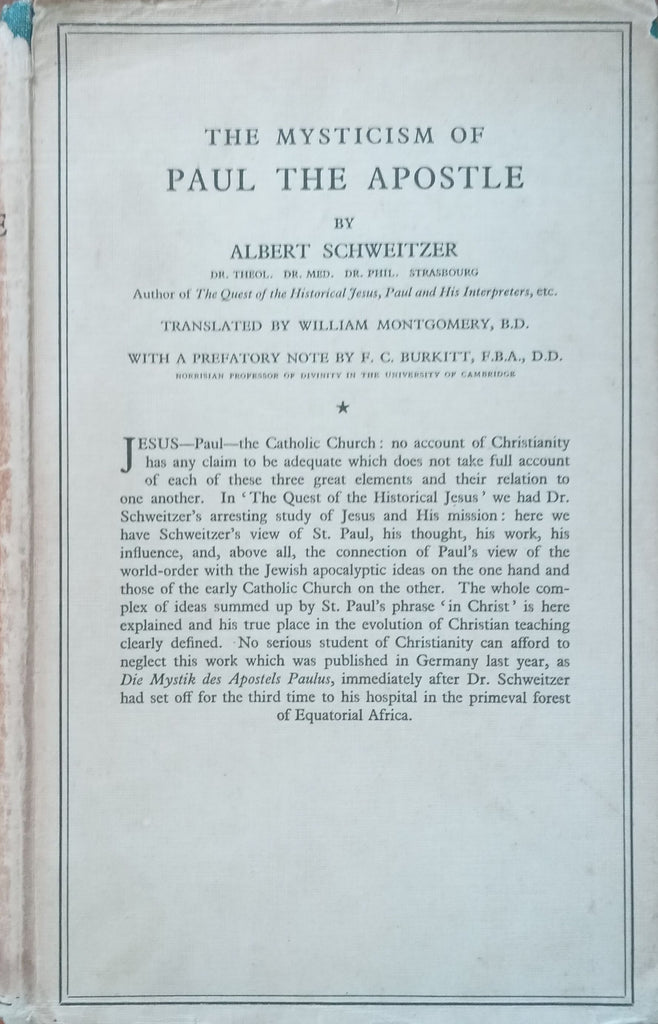 THE MYSTICISM OF
PAUL THE APOSTLE
BY
ALBERT SCHWEITZER
DR. THEOL. DR. MED. DR. PHIL. STRASBOURG
Author of The Quest of the Historical Jesus, Paul and His Interpreters, etc.
TRANSLATED BY WILLIAM MONTGOMERY, B.D.
WITH A PREFATORY NOTE BY F. C. BURKITT, F.B.A., D.D.
NORRISIAN PROFESSOR OF DIVINITY IN THE UNIVERSITY OF CAMBRIDGE
★
JESUS—Paul—the Catholic Church: no account of Christianity
has any claim to be adequate which does not take full account
of each of these three great elements and their relation to
one another. In ‘The Quest of the Historical Jesus’ we had Dr.
Schweitzer’s arresting study of Jesus and His mission: here we
have Schweitzer’s view of St. Paul, his thought, his work, his
influence, and, above all, the connection of Paul’s view of the
world-order with the Jewish apocalyptic ideas on the one hand and
those of the early Catholic Church on the other. The whole com-
plex of ideas summed up by St. Paul’s phrase ‘in Christ’ is here
explained and his true place in the evolution of Christian teaching
clearly defined. No serious student of Christianity can afford to
neglect this work which was published in Germany last year, as
Die Mystik des Apostels Paulus, immediately after Dr. Schweitzer
had set off for the third time to his hospital in the primeval forest
of Equatorial Africa.